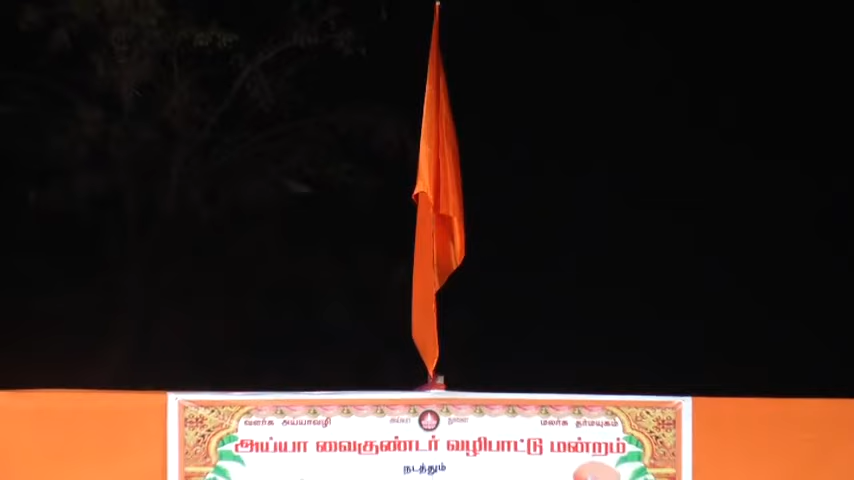 வளர்க அய்யாவழி அய்யா துணை மலர்க தர்மயுகம்
அய்யா வைகுண்டர் வழிபாட்டு மன்றம்
நடத்தும்